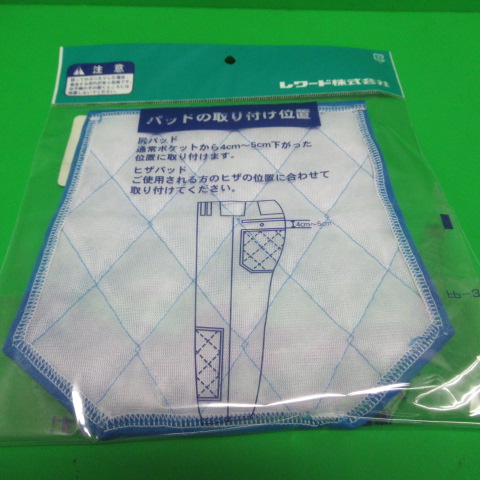 注意
レワード株式会社
パッドの取り付け位置
尻パッド
通常ポケットから4cm〜5cm下がった
位置に取り付けます。
ヒザパッド
ご使用される方のヒザの位置に合わせて
取り付けてください。
4cm〜5cm